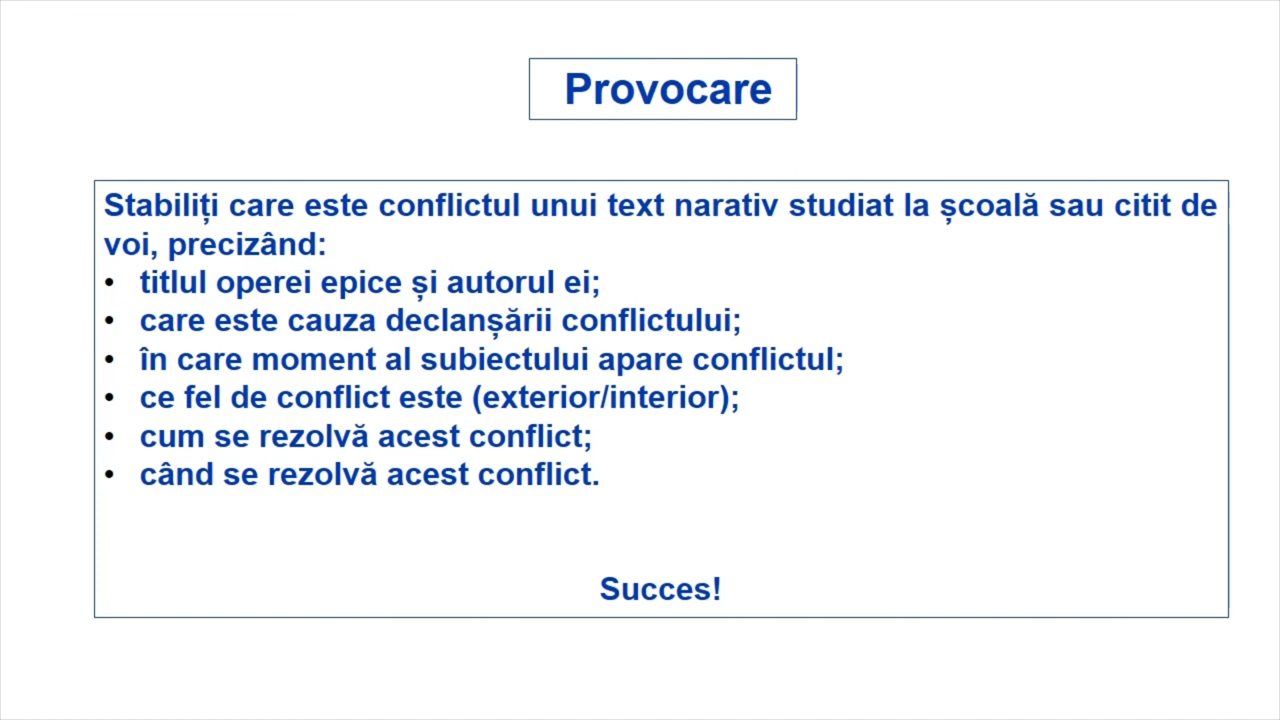 Provocare
Stabiliți care este conflictul unui text narativ studiat la școală sau citit de
voi, precizând:
• titlul operei epice și autorul ei;
• care este cauza declanșării conflictului;
• în care moment al subiectului apare conflictul;
• ce fel de conflict este (exterior/interior);
• cum se rezolvă acest conflict;
• când se rezolvă acest conflict.
Succes!